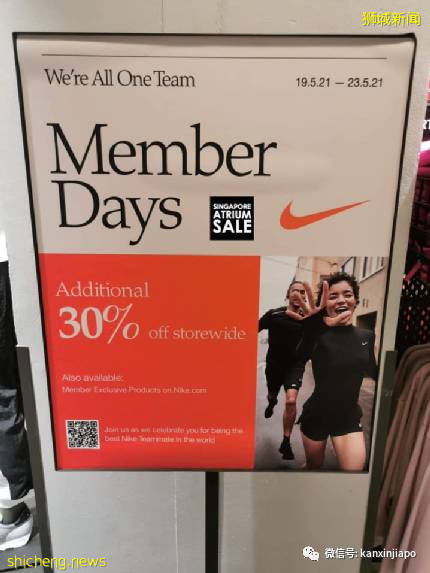 狮城新闻
We're All One Team
19.5.21 — 23.5.21
Member
Days
SINGAPORE
ATRIUM
SALE
Additional
30% off storewide
Also available:
Member Exclusive Products on Nike.com
Join us as we celebrate you for being the
best Nike Teammate in the world
shicheng.news
微信号: kanxinjiapo